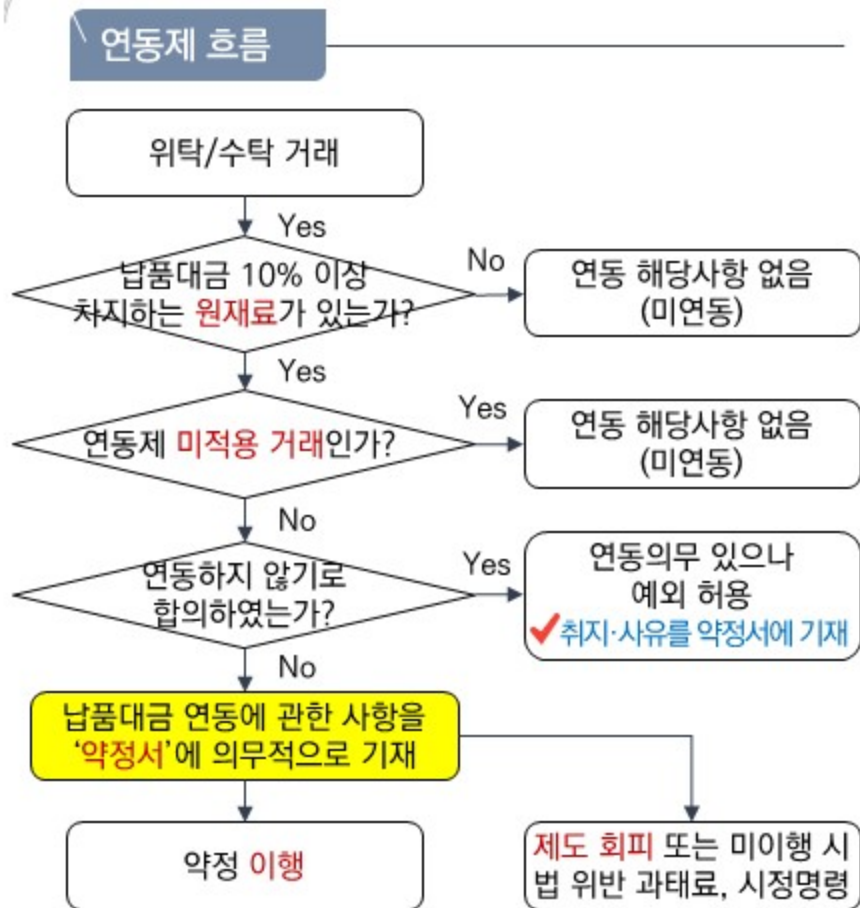 연동제 흐름
위탁/수탁 거래
Yes
납품대금 10% 이상
차지하는 원재료가 있는가?
No
연동 해당사항 없음
(미연동)
Yes
연동제 미적용 거래인가?
Yes
연동 해당사항 없음
(미연동)
No
연동하지 않기로
합의하였는가?
Yes
연동의무 있으나
예외 허용
✓취지·사유를 약정서에 기재
No
납품대금 연동에 관한 사항을
‘약정서’에 의무적으로 기재
약정 이행
제도 회피 또는 미이행 시
법 위반 과태료, 시정명령